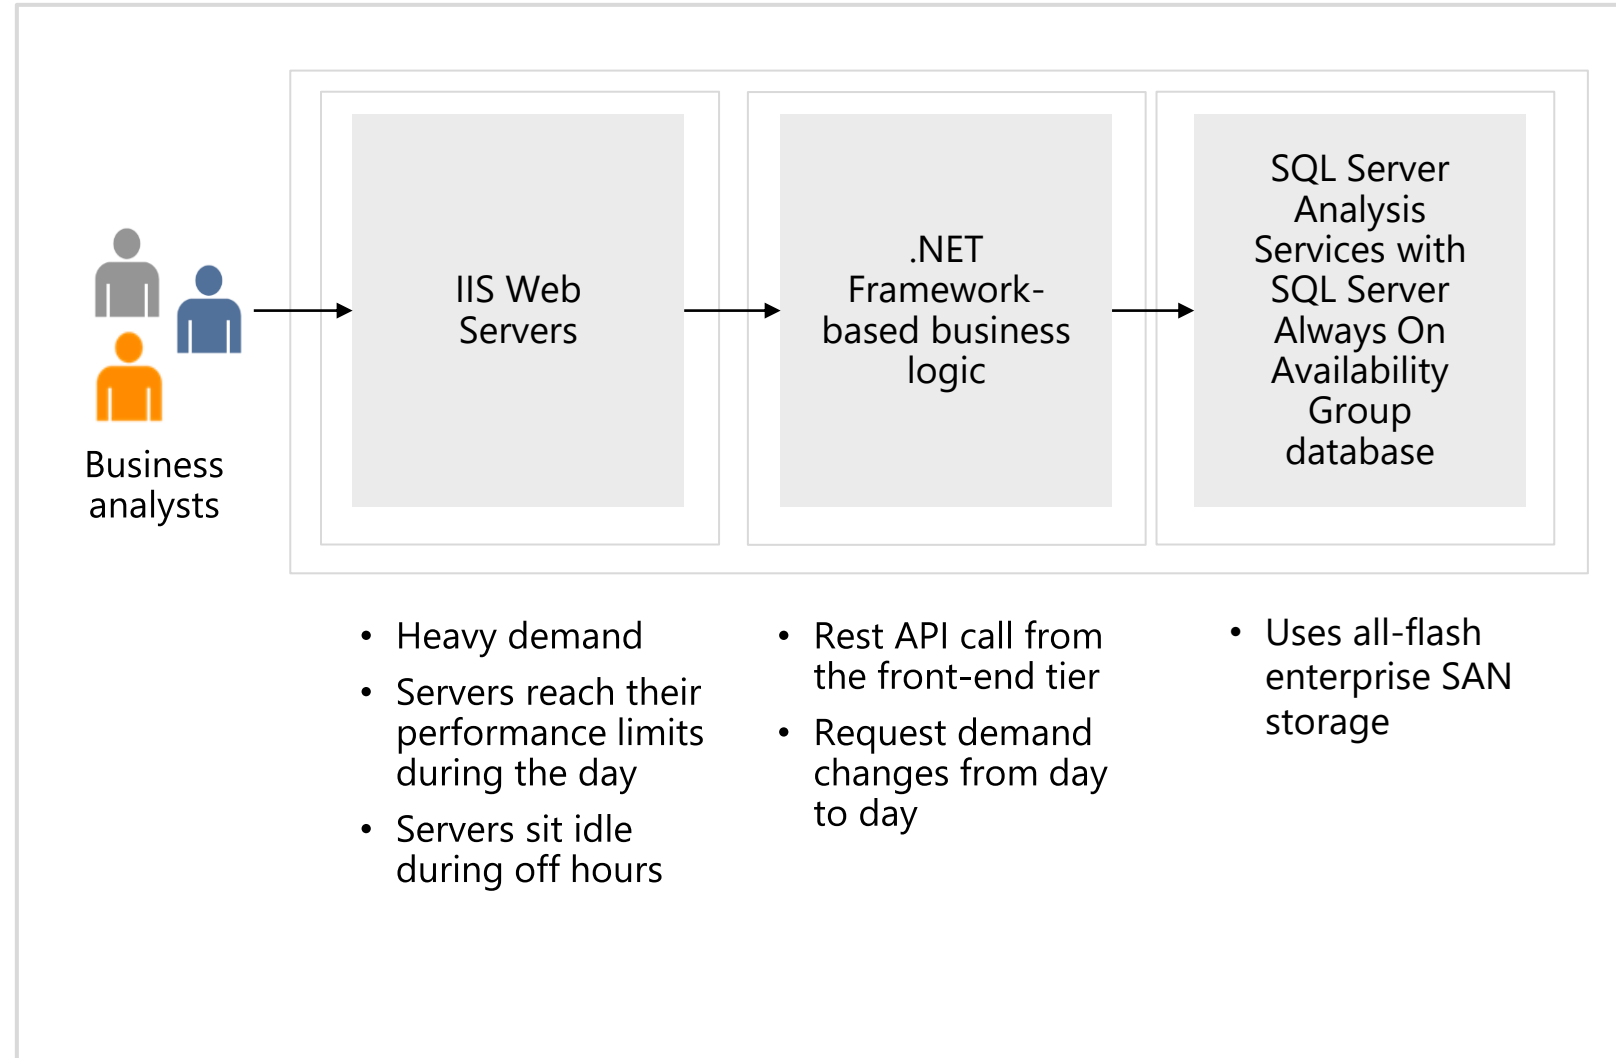 Business
analysts
IIS Web
Servers
.NET
Framework-
based business
logic
SQL Server
Analysis
Services with
SQL Server
Always On
Availability
Group
database
• Heavy demand
• Servers reach their
performance limits
during the day
• Servers sit idle
during off hours
• Rest API call from
the front-end tier
• Request demand
changes from day
to day
• Uses all-flash
enterprise SAN
storage